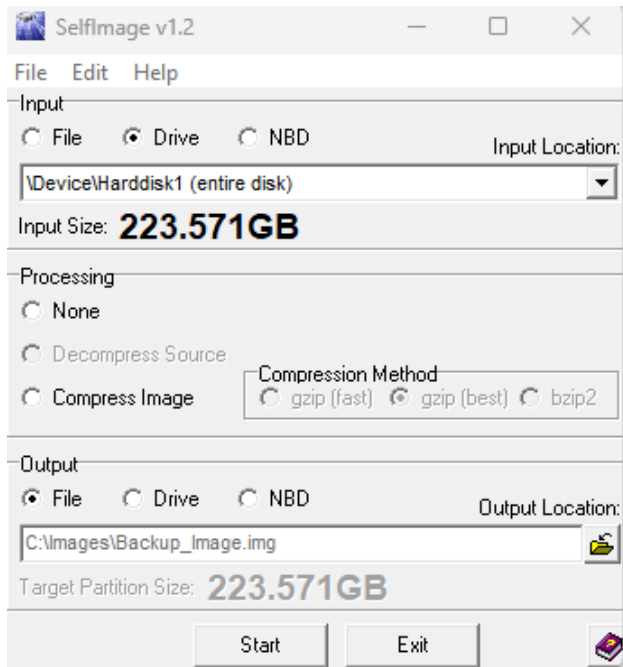 SelfImage v1.2
File Edit Help
Input
File Drive NBD Input Location:
\Device\Harddisk1 (entire disk)
Input Size: 223.571GB
Processing
None
Decompress Source
Compression Method
Compress Image gzip (fast) gzip (best) bzip2
Output
File Drive NBD Output Location:
C:\Images\Backup_Image.img
Target Partition Size: 223.571GB
Start Exit